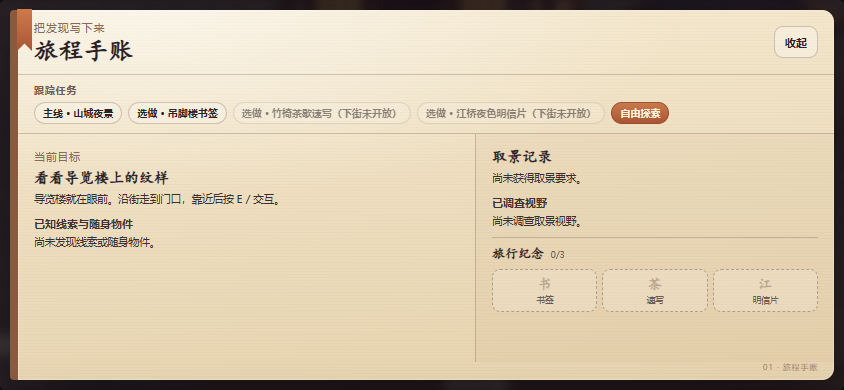 把发现写下来
旅程手账
收起
跟踪任务
主线·山城夜景
选做·吊脚楼书签
选做·竹椅茶歇速写（下街未开放）
选做·江桥夜色明信片（下街未开放）
自由探索
当前目标
看看导览楼上的纹样
导览楼就在眼前。沿街走到门口，靠近后按 E / 交互。
已知线索与随身物件
尚未发现线索或随身物件。
取景记录
尚未获得取景要求。
已调查视野
尚未调查取景视野。
旅行纪念 0/3
书
书签
茶
速写
江
明信片
01 · 旅程手账